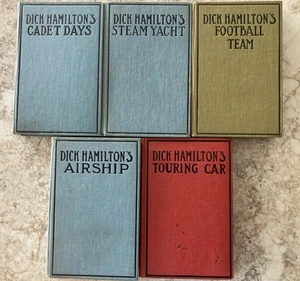 DICK HAMILTON'S
CADET DAYS
DICK HAMILTON'S
STEAM YACHT
DICK HAMILTON'S
FOOTBALL
TEAM
DICK HAMILTON'S
AIRSHIP
DICK HAMILTON'S
TOURING CAR